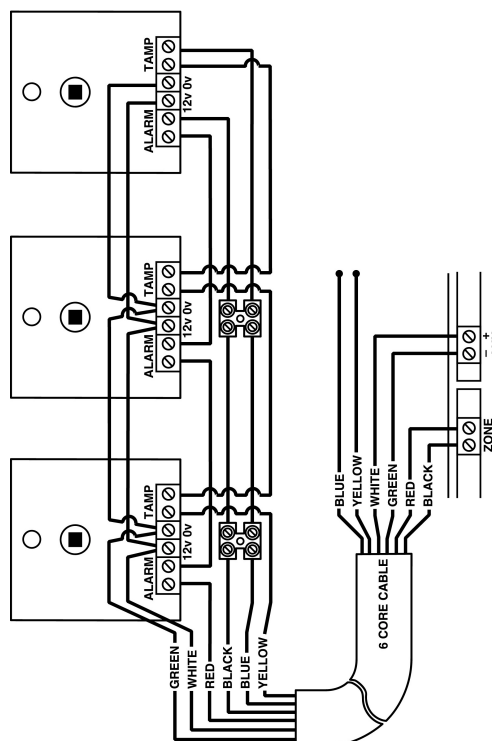 TAMP
12v 0v
ALARM
TAMP
12v 0v
ALARM
TAMP
12v 0v
ALARM
GREEN
WHITE
RED
BLACK
BLUE
YELLOW
BLUE
YELLOW
WHITE
GREEN
RED
BLACK
6 CORE CABLE
– +
ZONE